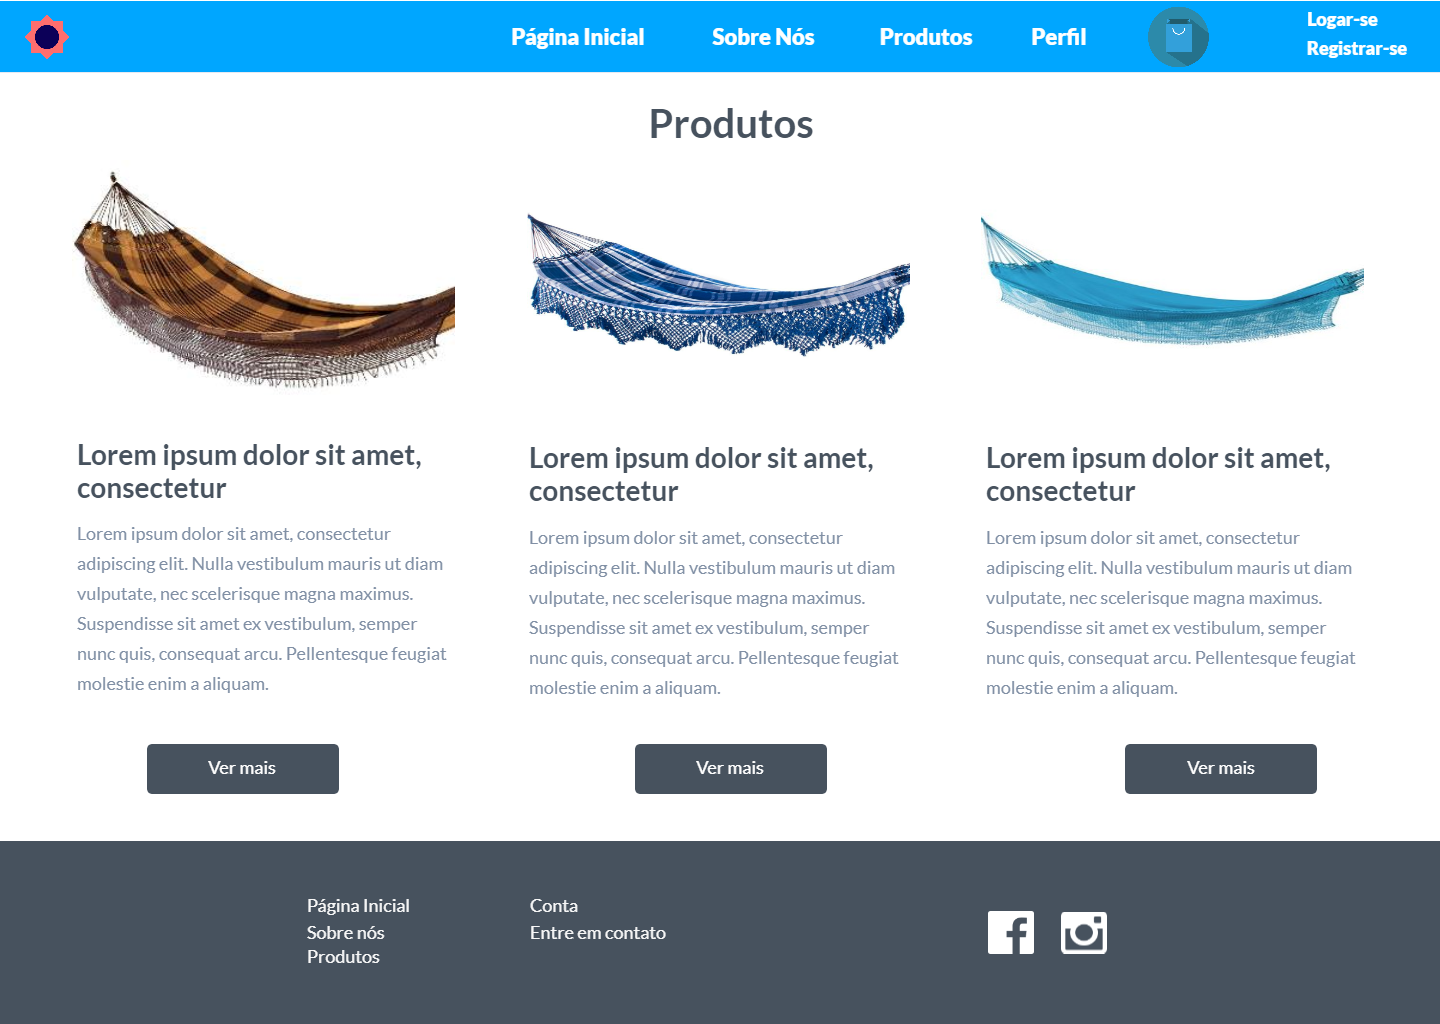 Página Inicial
Sobre Nós
Produtos
Perfil
Logar-se
Registrar-se
Produtos
Lorem ipsum dolor sit amet,
consectetur
Lorem ipsum dolor sit amet, consectetur
adipiscing elit. Nulla vestibulum mauris ut diam
vulputate, nec scelerisque magna maximus.
Suspendisse sit amet ex vestibulum, semper
nunc quis, consequat arcu. Pellentesque feugiat
molestie enim a aliquam.
Ver mais
Lorem ipsum dolor sit amet,
consectetur
Lorem ipsum dolor sit amet, consectetur
adipiscing elit. Nulla vestibulum mauris ut diam
vulputate, nec scelerisque magna maximus.
Suspendisse sit amet ex vestibulum, semper
nunc quis, consequat arcu. Pellentesque feugiat
molestie enim a aliquam.
Ver mais
Lorem ipsum dolor sit amet,
consectetur
Lorem ipsum dolor sit amet, consectetur
adipiscing elit. Nulla vestibulum mauris ut diam
vulputate, nec scelerisque magna maximus.
Suspendisse sit amet ex vestibulum, semper
nunc quis, consequat arcu. Pellentesque feugiat
molestie enim a aliquam.
Ver mais
Página Inicial
Sobre nós
Produtos
Conta
Entre em contato